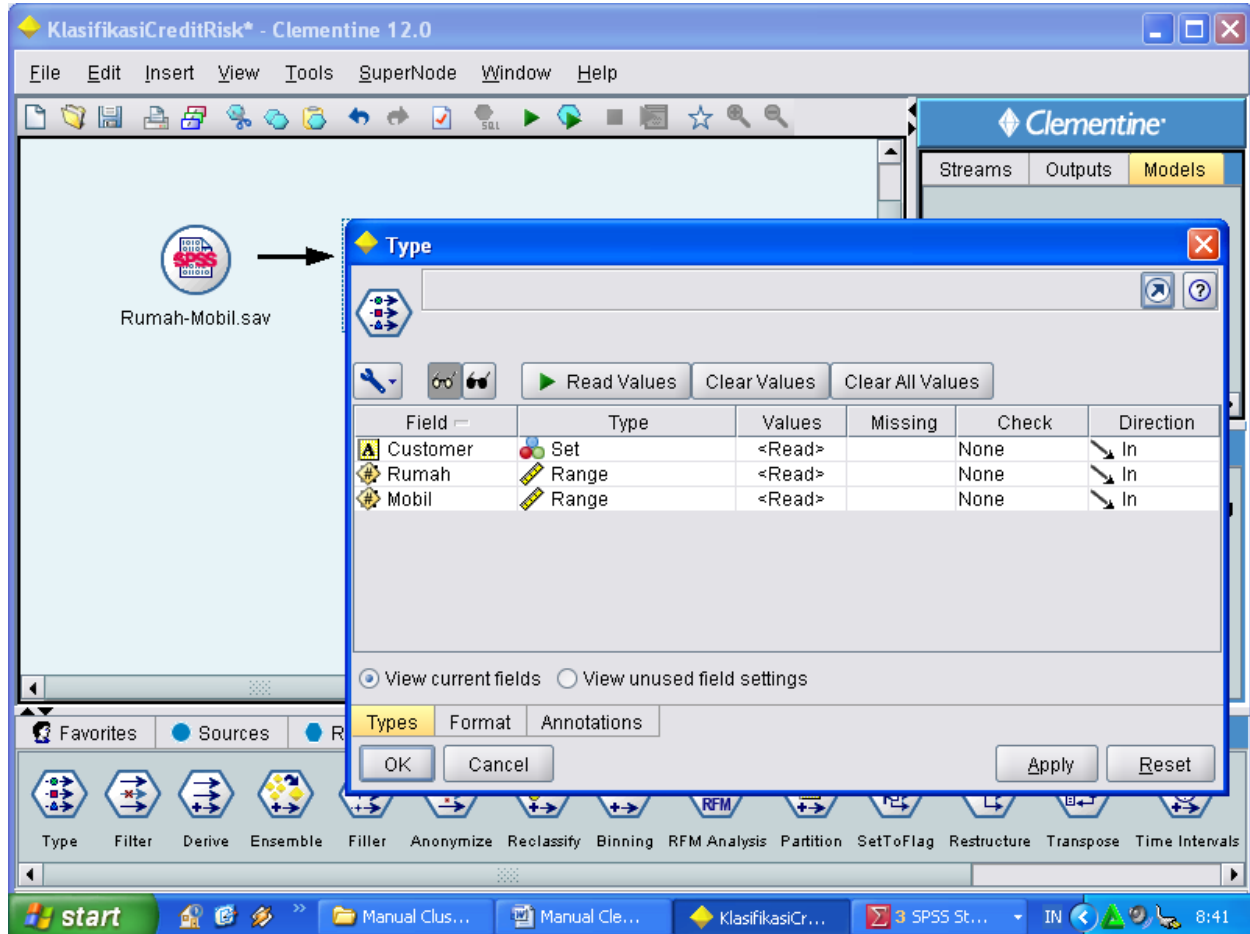 KlasifikasiCreditRisk* - Clementine 12.0
File Edit Insert View Tools SuperNode Window Help
SQL
Clementine
Streams Outputs Models
SPSS
Rumah-Mobil.sav
Type
Read Values Clear Values Clear All Values
Field Type Values Missing Check Direction
A Customer Set <Read> None In
# Rumah Range <Read> None In
# Mobil Range <Read> None In
View current fields View unused field settings
Types Format Annotations
OK Cancel Apply Reset
Favorites Sources R
RFM
Type Filter Derive Ensemble Filler Anonymize Reclassify Binning RFM Analysis Partition SetToFlag Restructure Transpose Time Intervals
start Manual Clus... Manual Cle... KlasifikasiCr... 3 SPSS St... IN 8:41